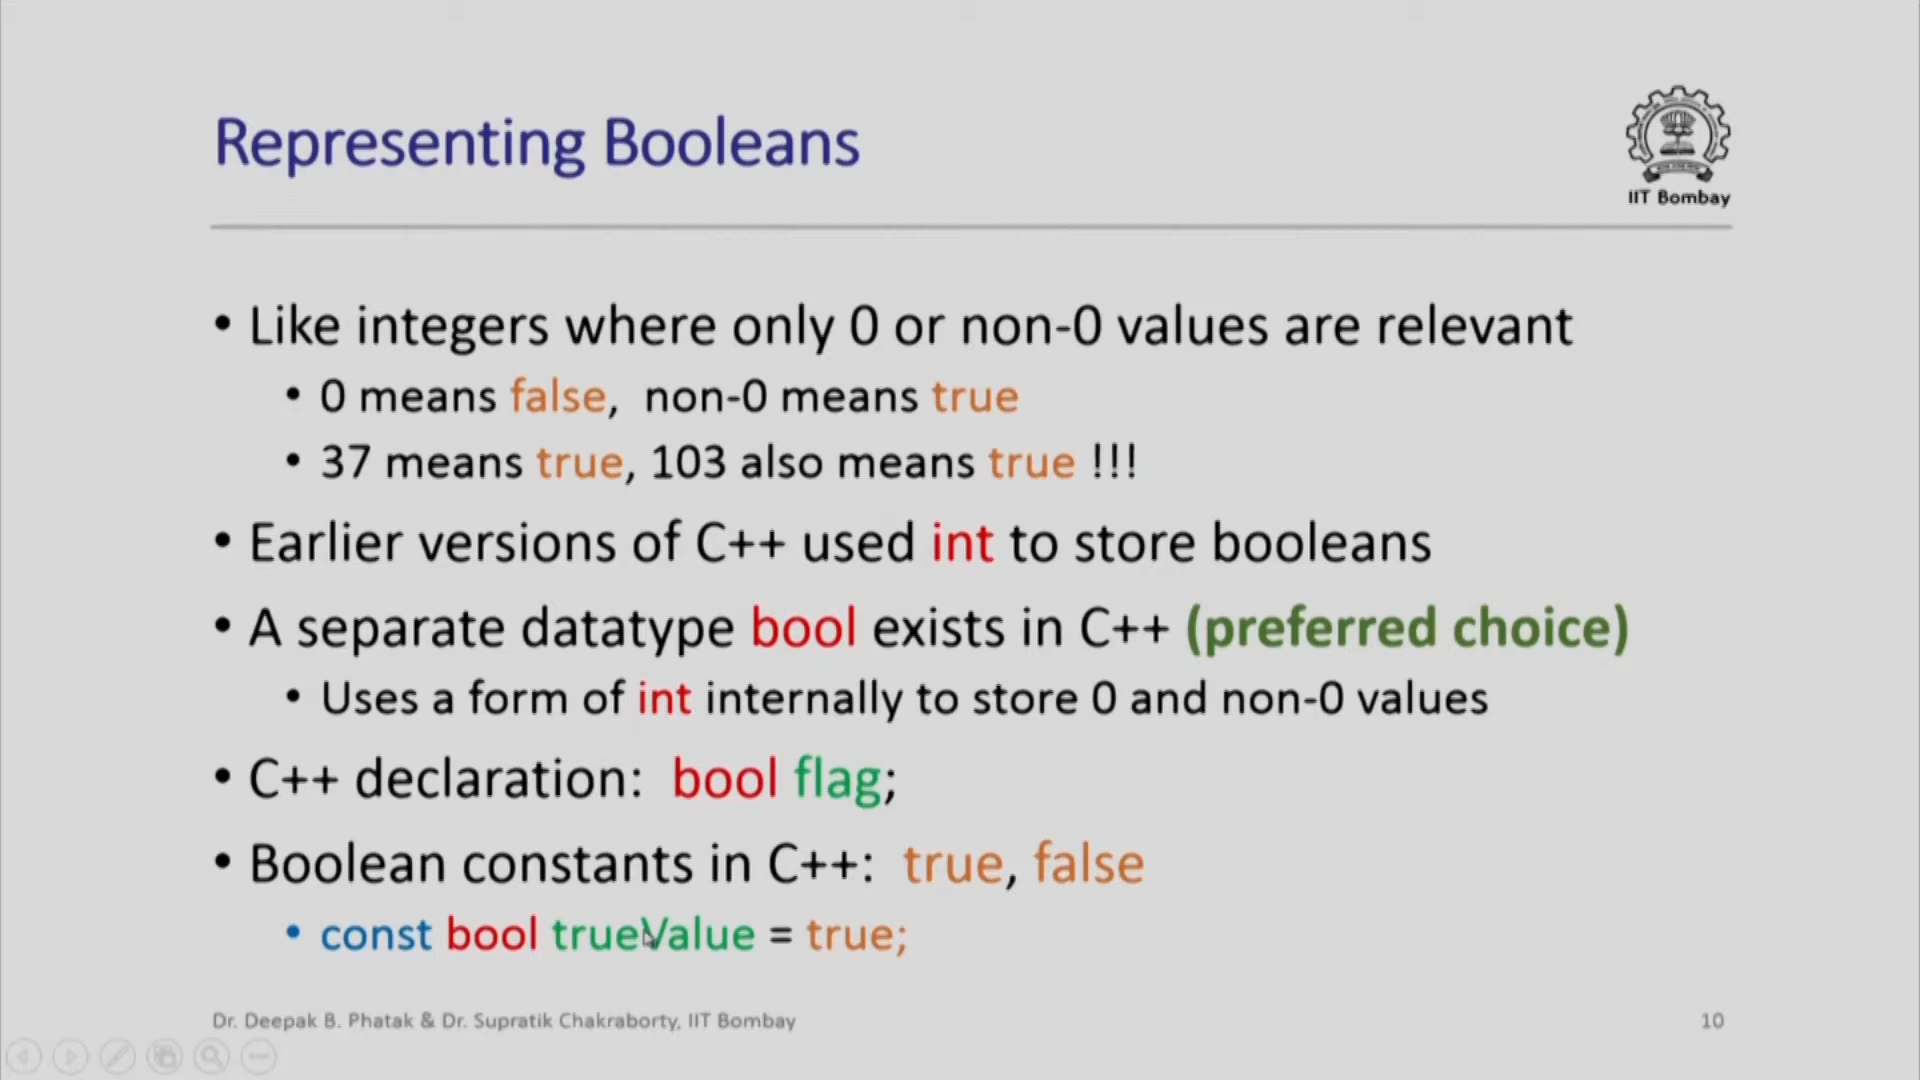 Representing Booleans
IIT Bombay
• Like integers where only 0 or non-0 values are relevant
• 0 means false, non-0 means true
• 37 means true, 103 also means true !!!
• Earlier versions of C++ used int to store booleans
• A separate datatype bool exists in C++ (preferred choice)
• Uses a form of int internally to store 0 and non-0 values
• C++ declaration: bool flag;
• Boolean constants in C++: true, false
• const bool trueValue = true;
Dr. Deepak B. Phatak & Dr. Supratik Chakraborty, IIT Bombay
10